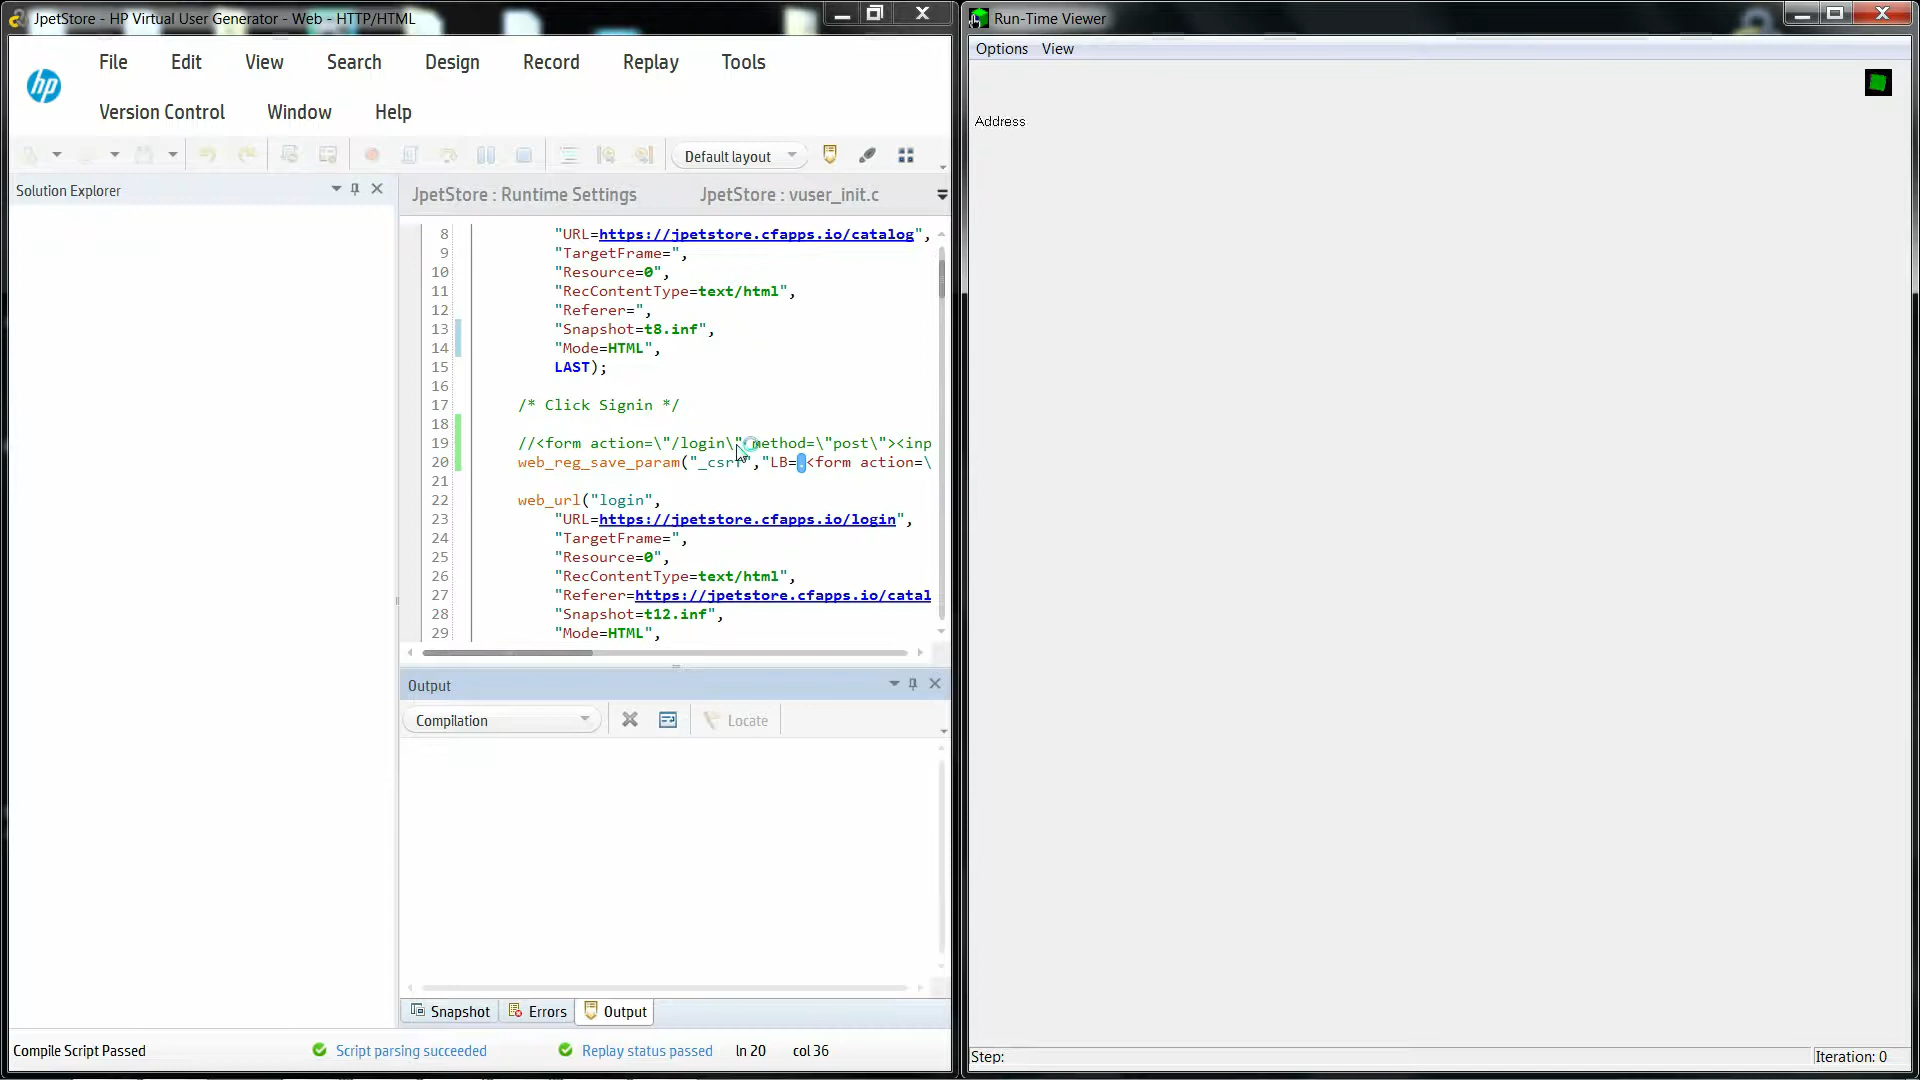 JpetStore - HP Virtual User Generator - Web - HTTP/HTML
hp
File Edit View Search Design Record Replay Tools
Version Control Window Help
Default layout
Solution Explorer
JpetStore : Runtime Settings JpetStore : vuser_init.c
8 "URL=https://jpetstore.cfapps.io/catalog",
9 "TargetFrame=",
10 "Resource=0",
11 "RecContentType=text/html",
12 "Referer=",
13 "Snapshot=t8.inf",
14 "Mode=HTML",
15 LAST);
16
17 /* Click Signin */
18
19 //<form action=\"/login\" method=\"post\"><inp
20 web_reg_save_param("_csrf","LB=.<form action=\
21
22 web_url("login",
23 "URL=https://jpetstore.cfapps.io/login",
24 "TargetFrame=",
25 "Resource=0",
26 "RecContentType=text/html",
27 "Referer=https://jpetstore.cfapps.io/catal
28 "Snapshot=t12.inf",
29 "Mode=HTML",
Output
Compilation Locate
Snapshot Errors Output
Compile Script Passed Script parsing succeeded Replay status passed ln 20 col 36
Run-Time Viewer
Options View
Address
Step: Iteration: 0